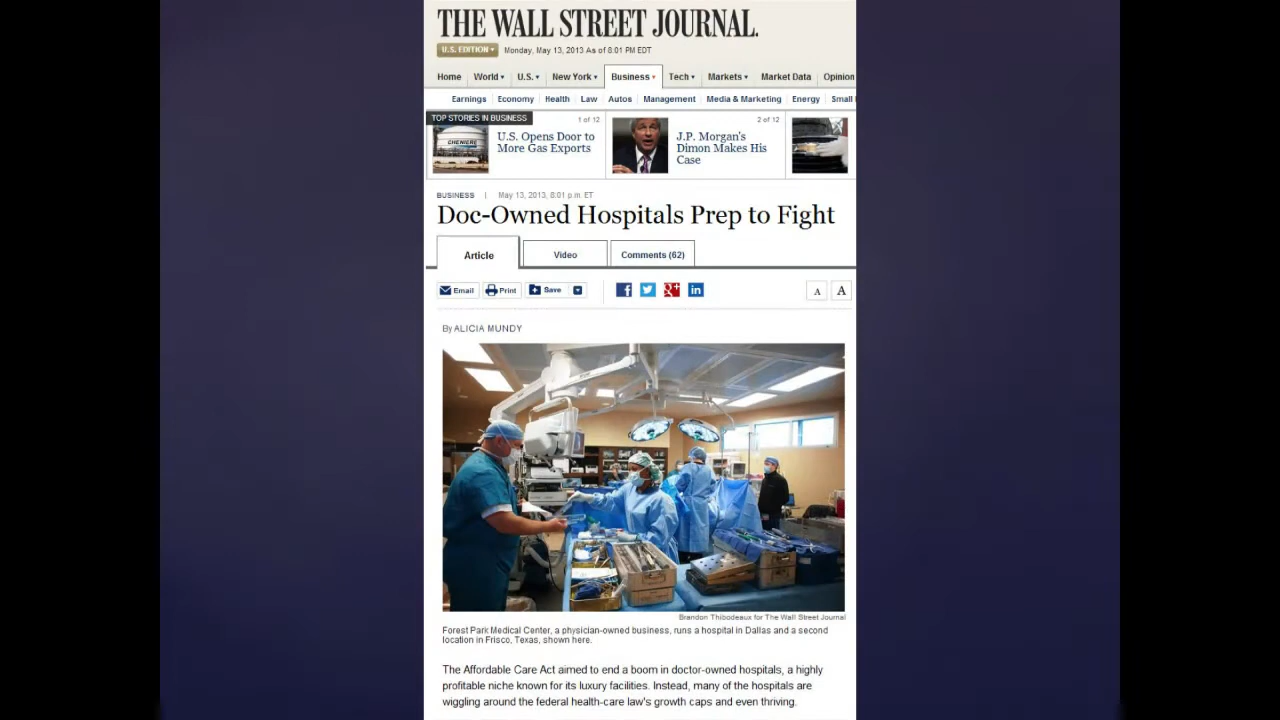 THE WALL STREET JOURNAL.
U.S. EDITION Monday, May 13, 2013 As of 8:01 PM EDT
Home World U.S. New York Business Tech Markets Market Data Opinion
Earnings Economy Health Law Autos Management Media & Marketing Energy Small
TOP STORIES IN BUSINESS
1 of 12
CHENIERE
U.S. Opens Door to
More Gas Exports
2 of 12
J.P. Morgan's
Dimon Makes His
Case
BUSINESS | May 13, 2013, 8:01 p.m. ET
Doc-Owned Hospitals Prep to Fight
Article Video Comments (62)
Email Print Save A A
By ALICIA MUNDY
Brandon Thibodeaux for The Wall Street Journal
Forest Park Medical Center, a physician-owned business, runs a hospital in Dallas and a second
location in Frisco, Texas, shown here.
The Affordable Care Act aimed to end a boom in doctor-owned hospitals, a highly
profitable niche known for its luxury facilities. Instead, many of the hospitals are
wiggling around the federal health-care law's growth caps and even thriving.